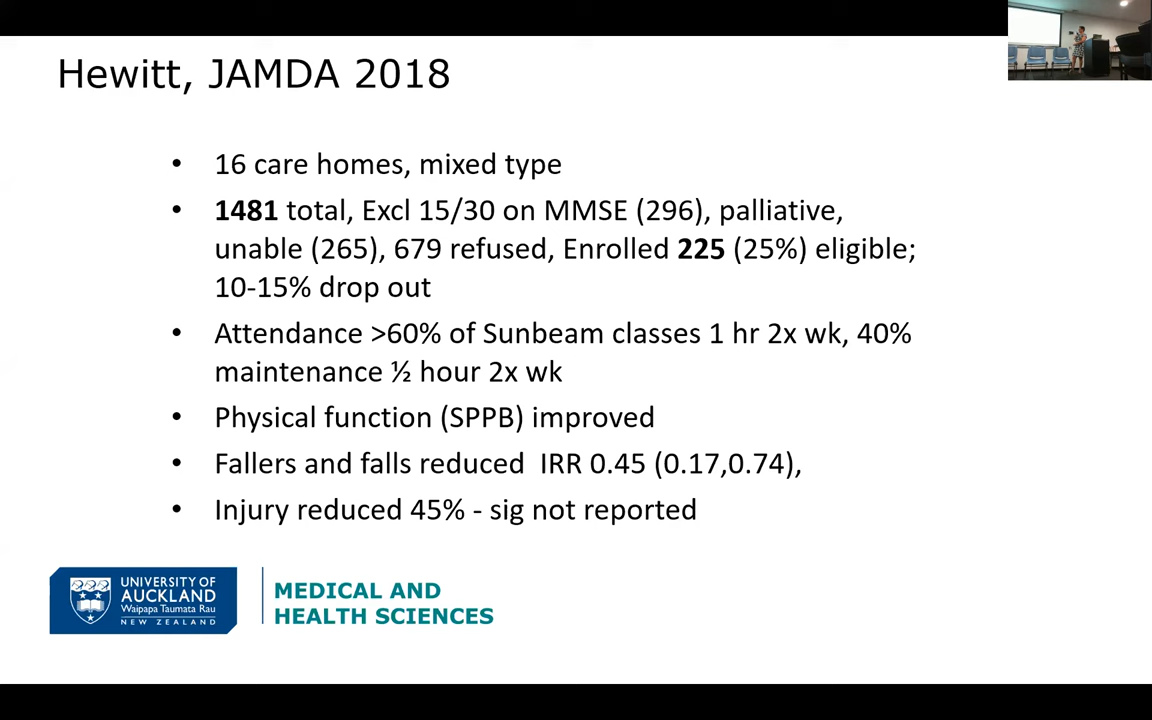 Hewitt, JAMDA 2018
• 16 care homes, mixed type
• 1481 total, Excl 15/30 on MMSE (296), palliative,
unable (265), 679 refused, Enrolled 225 (25%) eligible;
10-15% drop out
• Attendance >60% of Sunbeam classes 1 hr 2x wk, 40%
maintenance ½ hour 2x wk
• Physical function (SPPB) improved
• Fallers and falls reduced  IRR 0.45 (0.17,0.74),
• Injury reduced 45% - sig not reported
UNIVERSITY OF
AUCKLAND
Waipapa Taumata Rau
NEW ZEALAND
MEDICAL AND
HEALTH SCIENCES